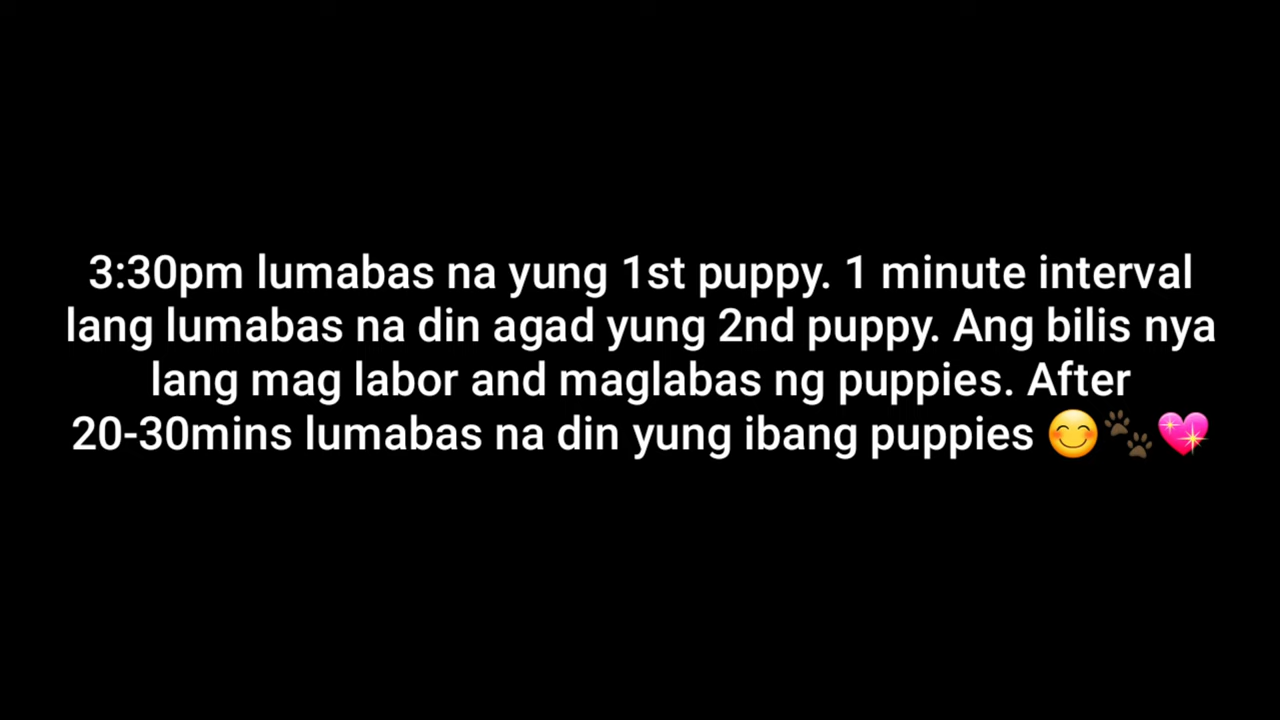 3:30pm lumabas na yung 1st puppy. 1 minute interval
lang lumabas na din agad yung 2nd puppy. Ang bilis nya
lang mag labor and maglabas ng puppies. After
20-30mins lumabas na din yung ibang puppies 😊🐾💖